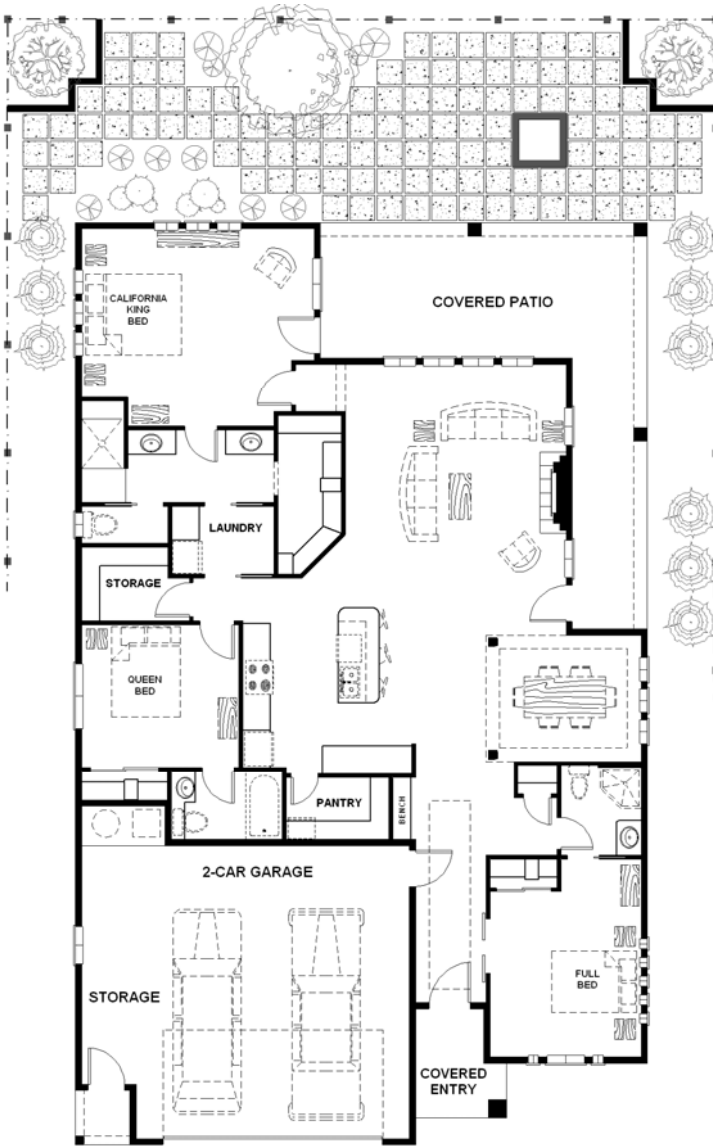 CALIFORNIA
KING
BED
COVERED PATIO
LAUNDRY
STORAGE
QUEEN
BED
PANTRY
BENCH
2-CAR GARAGE
STORAGE
FULL
BED
COVERED
ENTRY